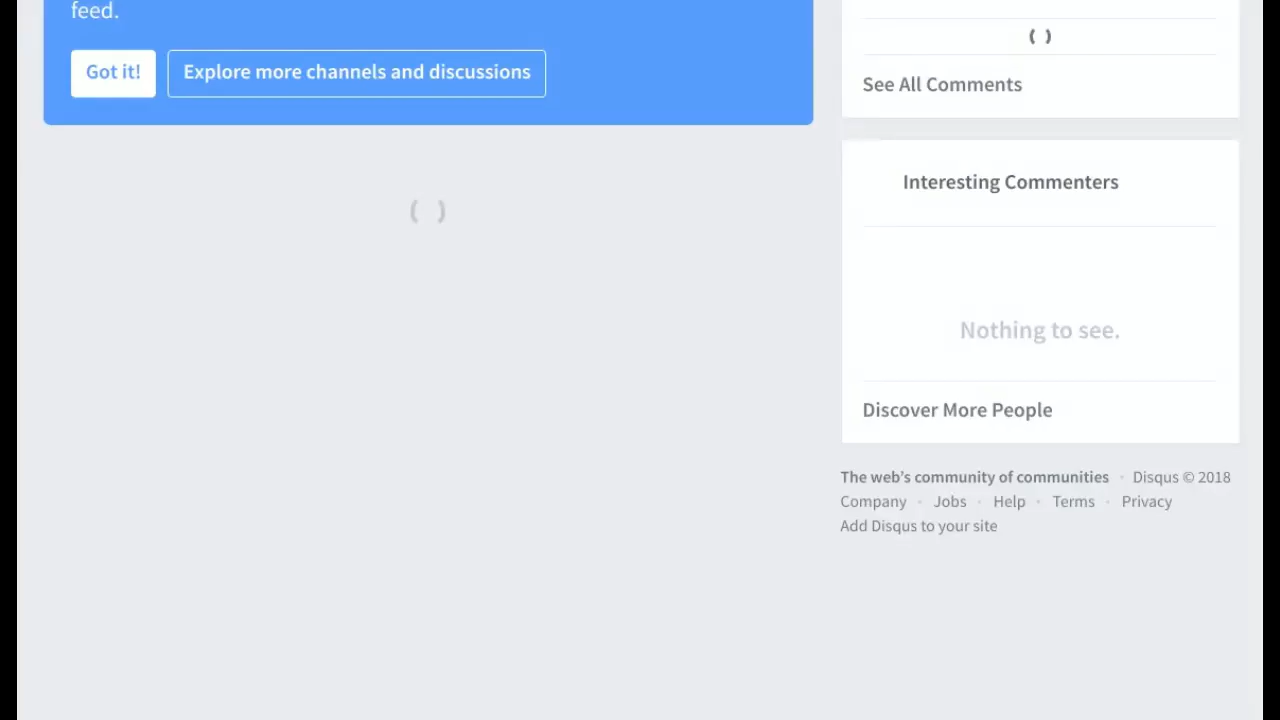 feed.
Got it!
Explore more channels and discussions
See All Comments
Interesting Commenters
Nothing to see.
Discover More People
The web’s community of communities · Disqus © 2018
Company · Jobs · Help · Terms · Privacy
Add Disqus to your site